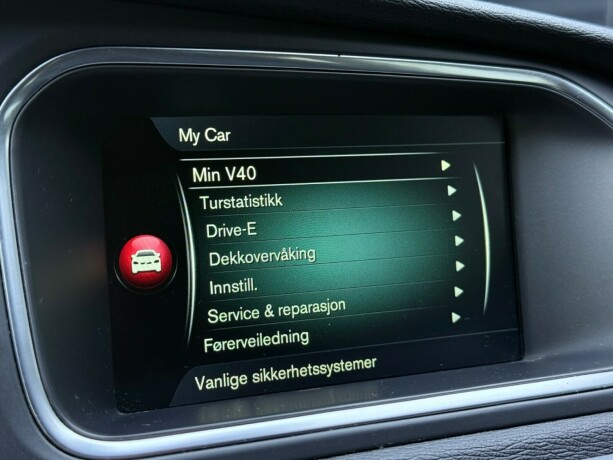 My Car
Min V40
Turstatistikk
Drive-E
Dekkovervåking
Innstill.
Service & reparasjon
Førerveiledning
Vanlige sikkerhetssystemer